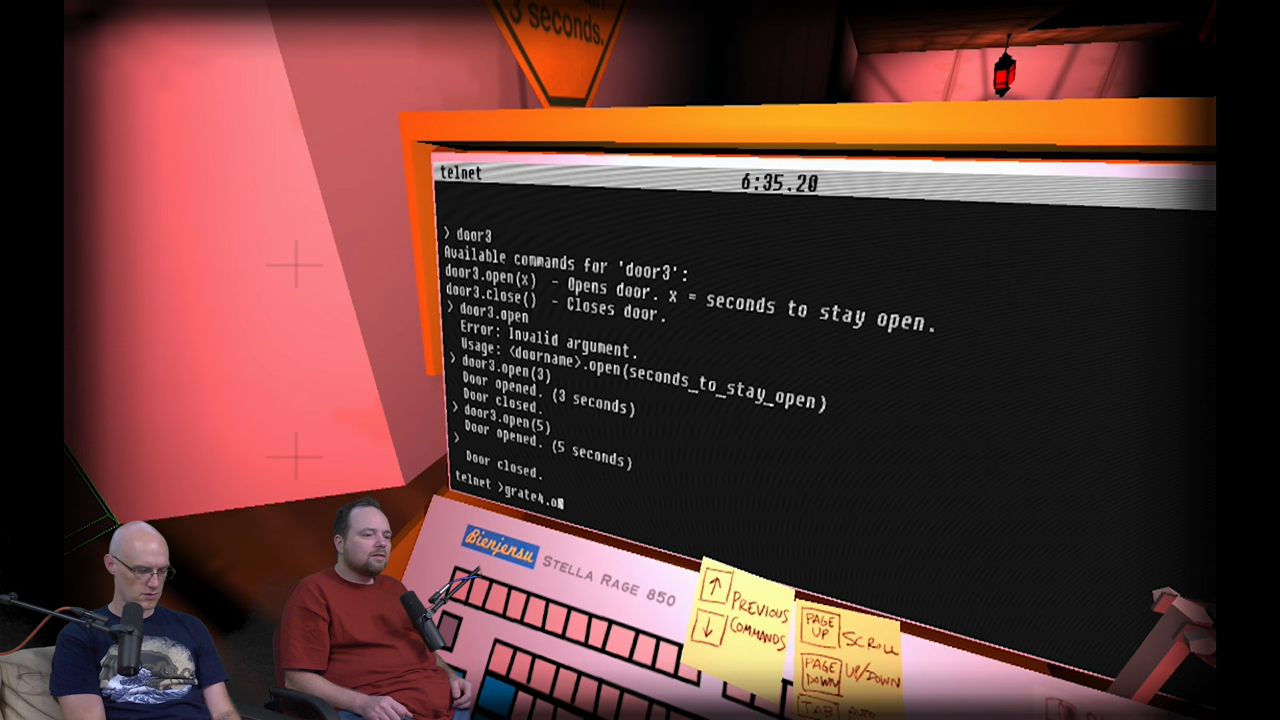 3 seconds.
telnet
6:35.20
> door3
Available commands for 'door3':
door3.open(x) - Opens door. x = seconds to stay open.
door3.close() - Closes door.
> door3.open
Error: Invalid argument.
Usage: <doorname>.open(seconds_to_stay_open)
> door3.open(3)
Door opened. (3 seconds)
Door closed.
> door3.open(5)
Door opened. (5 seconds)
>
Door closed.
telnet >grate4.o
Bienjensu STELLA RAGE 850
↑ PREVIOUS
↓ COMMANDS
PAGE UP SCROLL
PAGE DOWN UP/DOWN
TAB